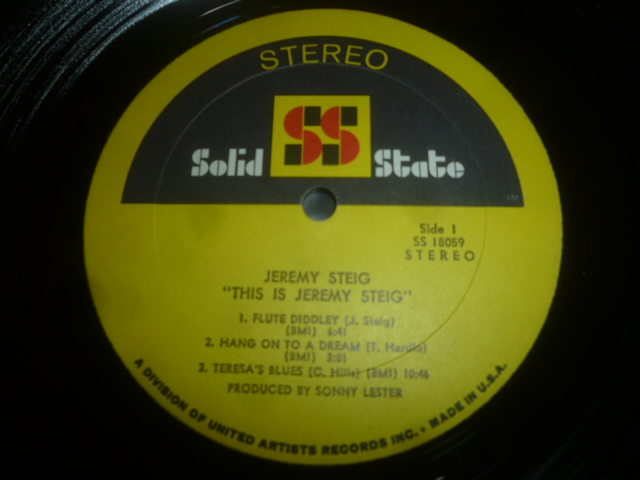 STEREO
SS
Solid State
Side 1
SS 18059
STEREO
JEREMY STEIG
"THIS IS JEREMY STEIG"
1. FLUTE DIDDLEY (J. Steig)
(BMI) 6:41
2. HANG ON TO A DREAM (T. Hardin)
(BMI) 3:01
3. TERESA'S BLUES (C. Hills) (BMI) 10:46
PRODUCED BY SONNY LESTER
A DIVISION OF UNITED ARTISTS RECORDS INC. • MADE IN U.S.A.